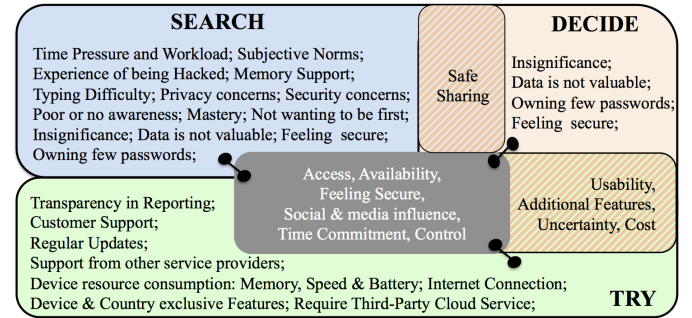 SEARCH
Time Pressure and Workload; Subjective Norms;
Experience of being Hacked; Memory Support;
Typing Difficulty; Privacy concerns; Security concerns;
Poor or no awareness; Mastery; Not wanting to be first;
Insignificance; Data is not valuable; Feeling secure;
Owning few passwords;
Safe
Sharing
DECIDE
Insignificance;
Data is not valuable;
Owning few passwords;
Feeling secure;
Access, Availability,
Feeling Secure,
Social & media influence,
Time Commitment, Control
Usability,
Additional Features,
Uncertainty, Cost
Transparency in Reporting;
Customer Support;
Regular Updates;
Support from other service providers;
Device resource consumption: Memory, Speed & Battery; Internet Connection;
Device & Country exclusive Features; Require Third-Party Cloud Service;
TRY